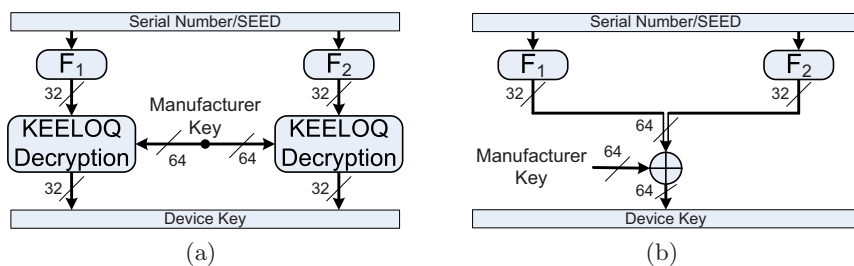 Serial Number/SEED
F1
F2
32
32
Manufacturer
Key
KEELOQ
Decryption
KEELOQ
Decryption
64
64
32
32
Device Key
(a)
Serial Number/SEED
F1
F2
32
32
64
Manufacturer
Key
64
64
Device Key
(b)